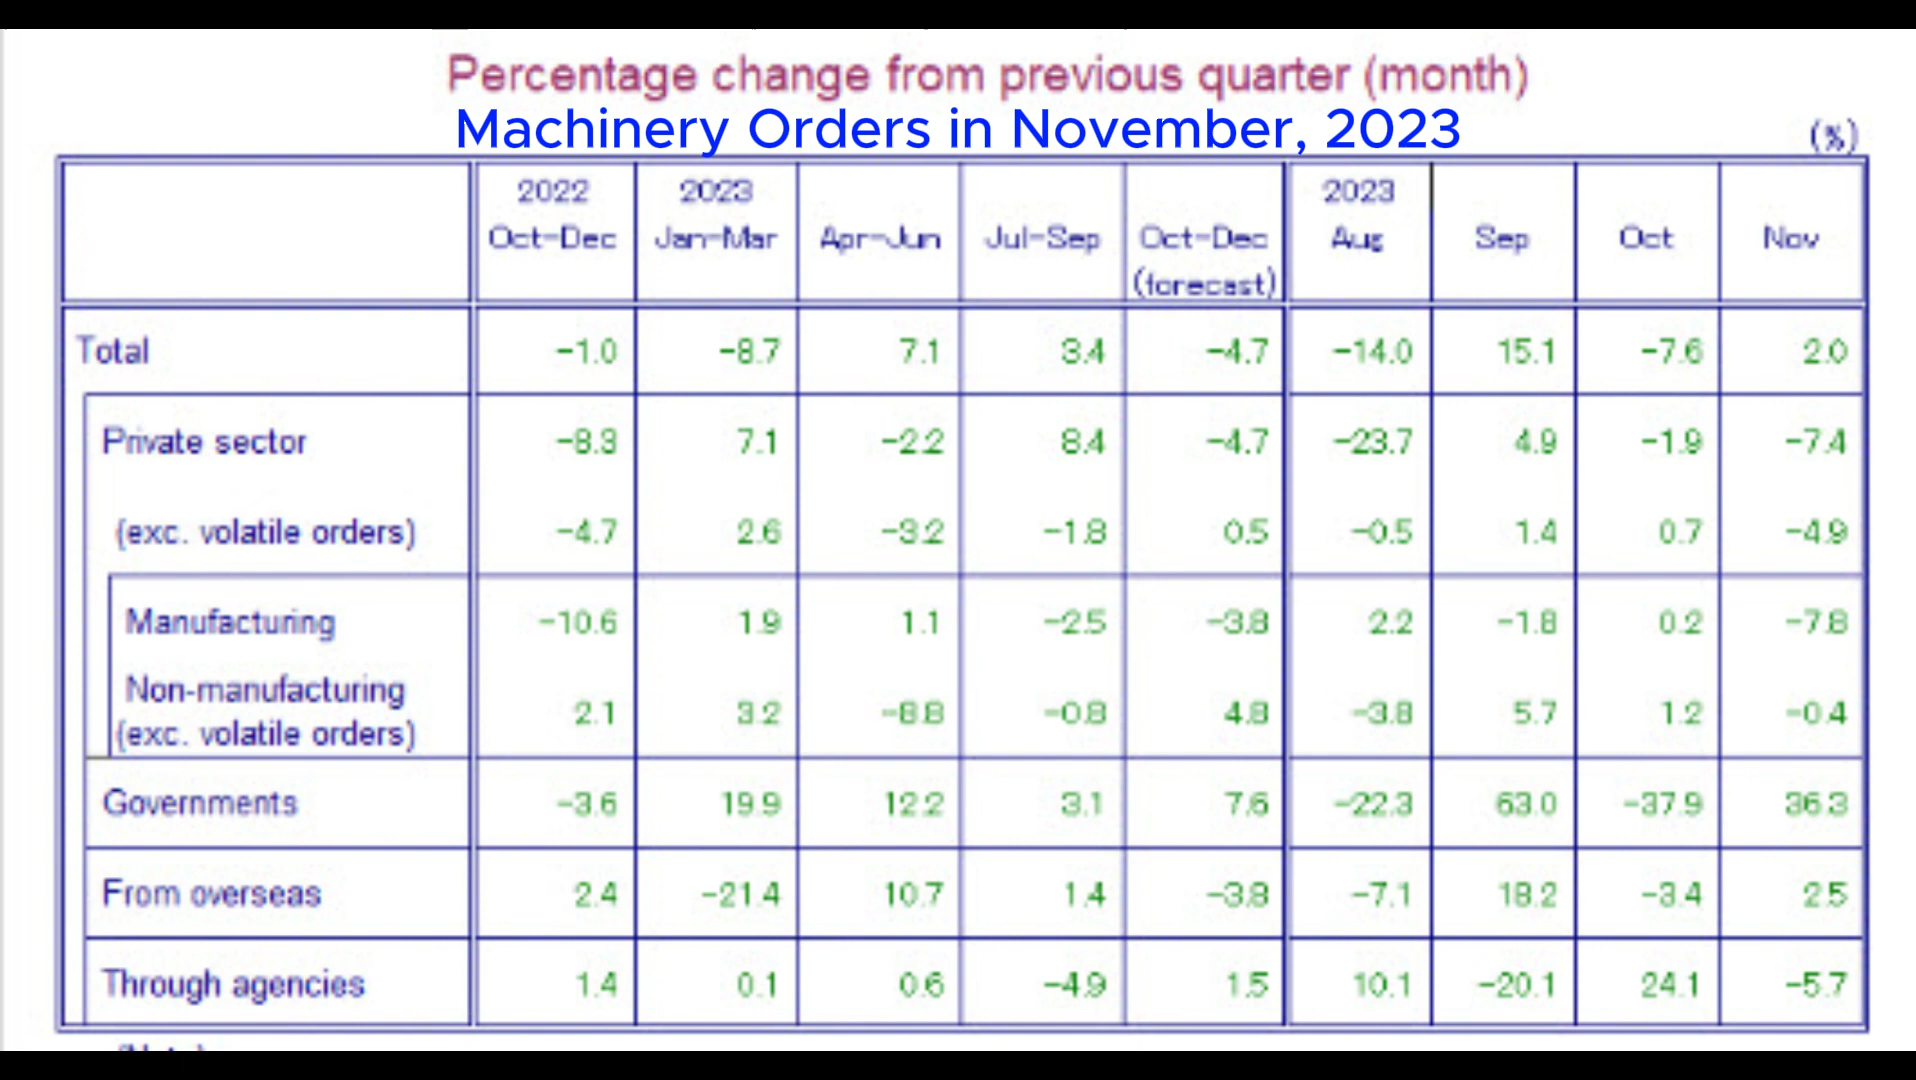 Percentage change from previous quarter (month)
Machinery Orders in November, 2023
(%)
2022 2023 2023
Oct-Dec Jan-Mar Apr-Jun Jul-Sep Oct-Dec Aug Sep Oct Nov
(forecast)
Total -1.0 -8.7 7.1 3.4 -4.7 -14.0 15.1 -7.6 2.0
Private sector -8.3 7.1 -2.2 8.4 -4.7 -23.7 4.9 -1.9 -7.4
(exc. volatile orders) -4.7 2.6 -3.2 -1.8 0.5 -0.5 1.4 0.7 -4.9
Manufacturing -10.6 1.9 1.1 -2.5 -3.8 2.2 -1.8 0.2 -7.8
Non-manufacturing
(exc. volatile orders) 2.1 3.2 -8.8 -0.8 4.8 -3.8 5.7 1.2 -0.4
Governments -3.6 19.9 12.2 3.1 7.6 -22.3 63.0 -37.9 36.3
From overseas 2.4 -21.4 10.7 1.4 -3.8 -7.1 18.2 -3.4 2.5
Through agencies 1.4 0.1 0.6 -4.9 1.5 10.1 -20.1 24.1 -5.7